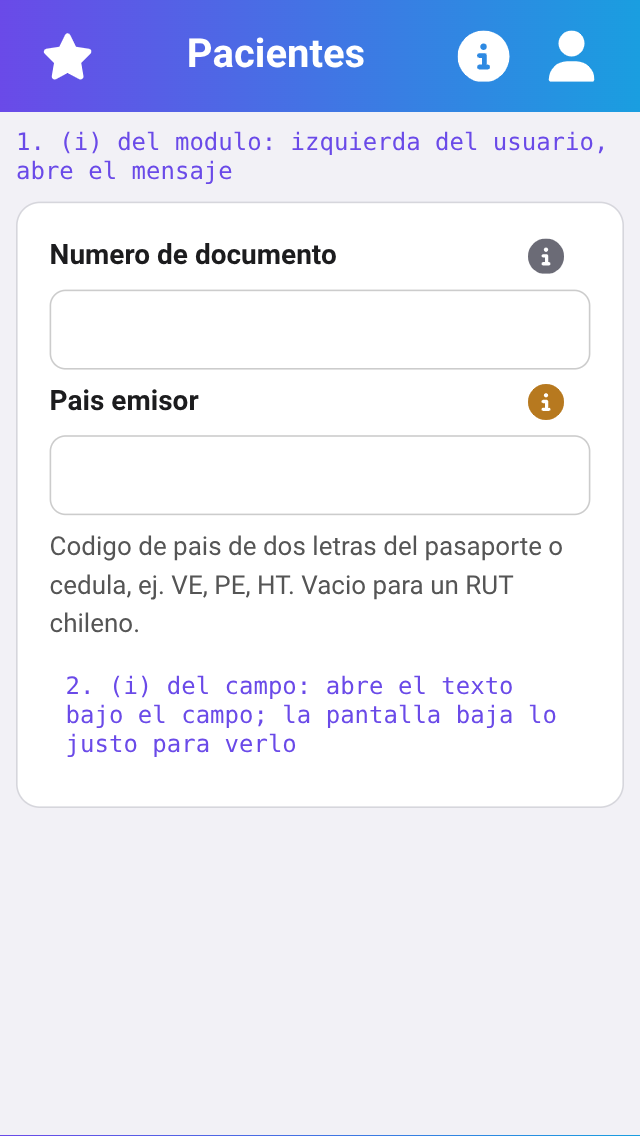 Pacientes
1. (i) del modulo: izquierda del usuario,
abre el mensaje
Numero de documento
Pais emisor
Codigo de pais de dos letras del pasaporte o
cedula, ej. VE, PE, HT. Vacio para un RUT
chileno.
2. (i) del campo: abre el texto
bajo el campo; la pantalla baja lo
justo para verlo